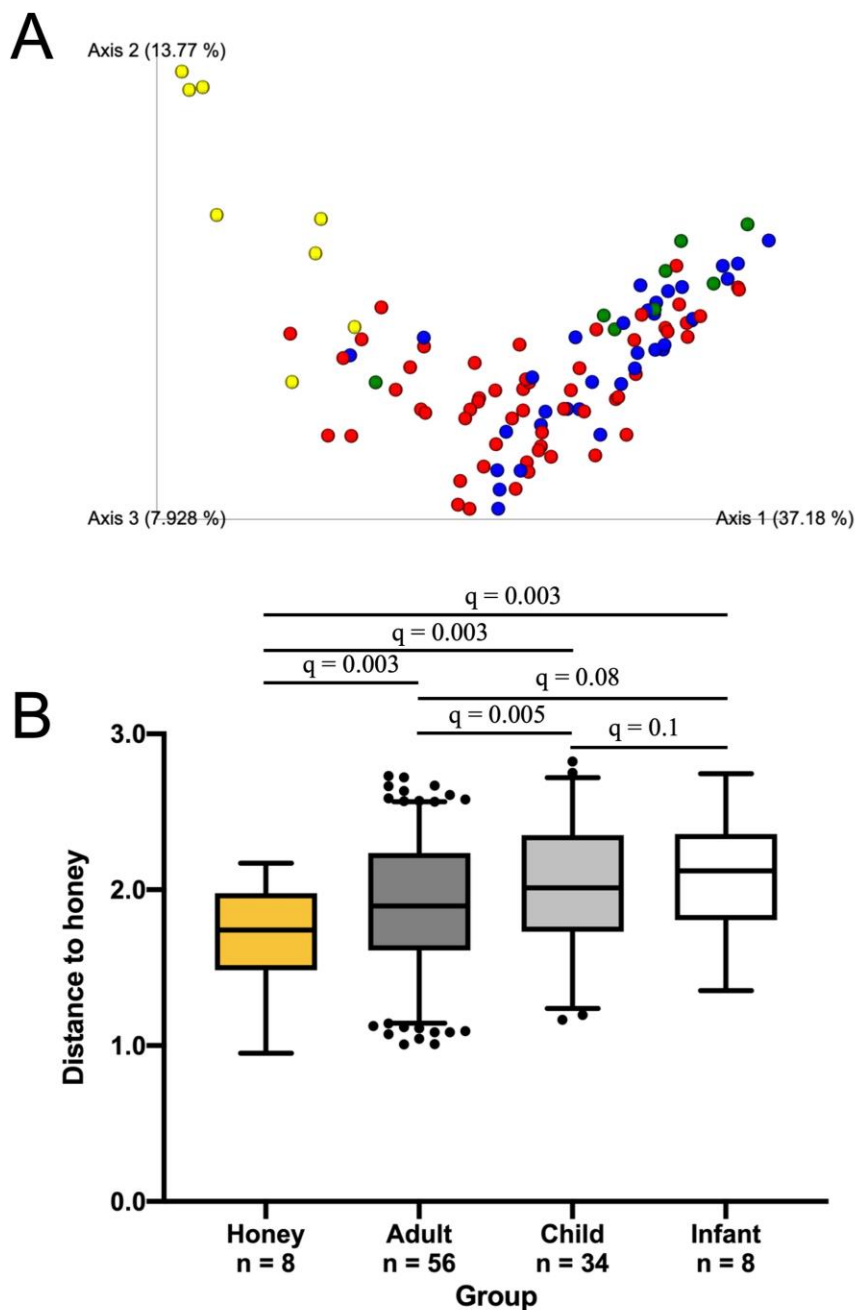 A
Axis 2 (13.77 %)
Axis 3 (7.928 %)
Axis 1 (37.18 %)
q = 0.003
q = 0.003
q = 0.003
q = 0.08
q = 0.005
q = 0.1
B
3.0
2.0
1.0
0.0
Distance to honey
Honey Adult Child Infant
n = 8 n = 56 n = 34 n = 8
Group